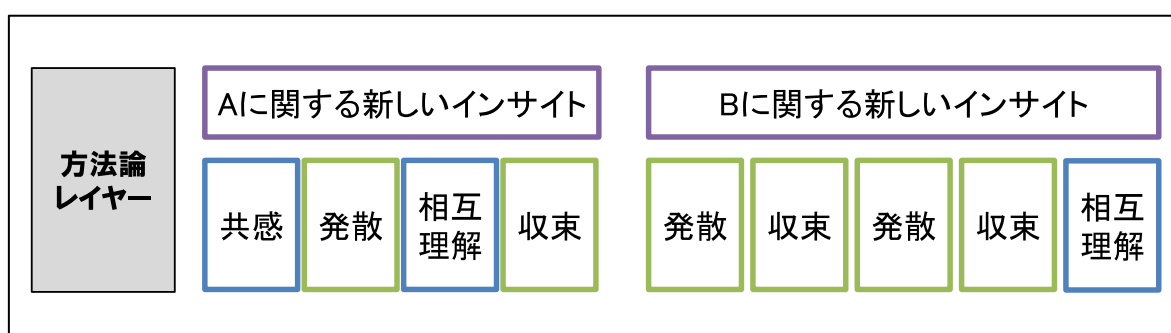 方法論
レイヤー
Aに関する新しいインサイト
共感
発散
相互
理解
収束
Bに関する新しいインサイト
発散
収束
発散
収束
相互
理解